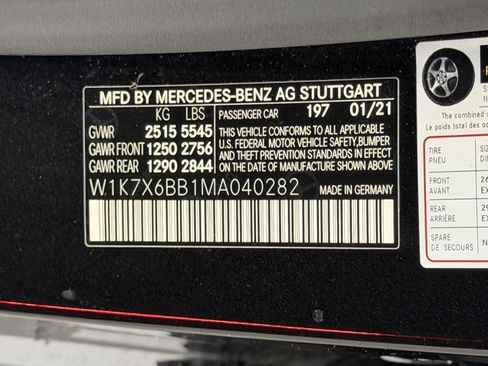 MFD BY MERCEDES-BENZ AG STUTTGART
KG LBS PASSENGER CAR 197 01/21
GVWR 2515 5545
GAWR FRONT 1250 2756
GAWR REAR 1290 2844
THIS VEHICLE CONFORMS TO ALL APPLICABLE
U.S. FEDERAL MOTOR VEHICLE SAFETY,BUMPER
AND THEFT PREVENTION STANDARDS IN EFFECT
ON THE DATE OF MANUFACTURE SHOWN ABOVE.
W1K7X6BB1MA040282
MADE IN GERMANY
The combined
Le poids total des oc
TIRE
PNEU
FRONT
AVANT
REAR
ARRIÈRE
SPARE
DE SECOURS